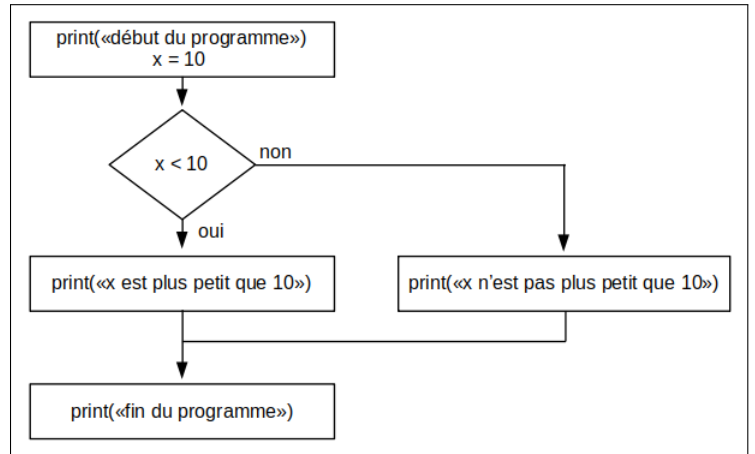 print(«début du programme»)
x = 10
x < 10
non
oui
print(«x est plus petit que 10»)
print(«x n’est pas plus petit que 10»)
print(«fin du programme»)